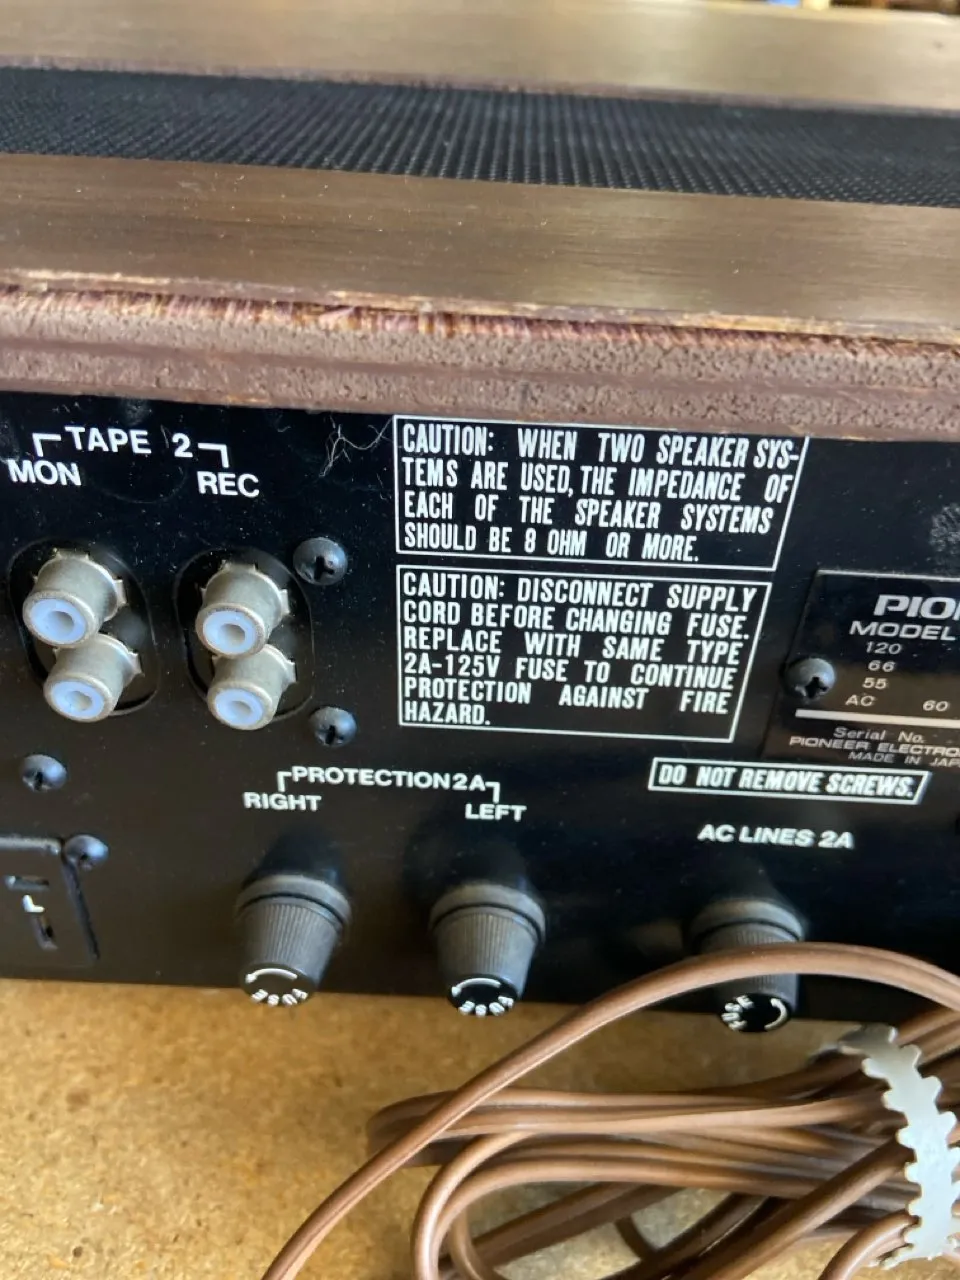 TAPE 2
MON REC
CAUTION: WHEN TWO SPEAKER SYS-
TEMS ARE USED, THE IMPEDANCE OF
EACH OF THE SPEAKER SYSTEMS
SHOULD BE 8 OHM OR MORE.
CAUTION: DISCONNECT SUPPLY
CORD BEFORE CHANGING FUSE.
REPLACE WITH SAME TYPE
2A-125V FUSE TO CONTINUE
PROTECTION AGAINST FIRE
HAZARD.
MODEL
120
66
55
AC 60
Serial No.
PIONEER
MADE IN
DO NOT REMOVE SCREWS.
PROTECTION 2A
RIGHT LEFT
AC LINES 2A
FUSE
FUSE
FUSE